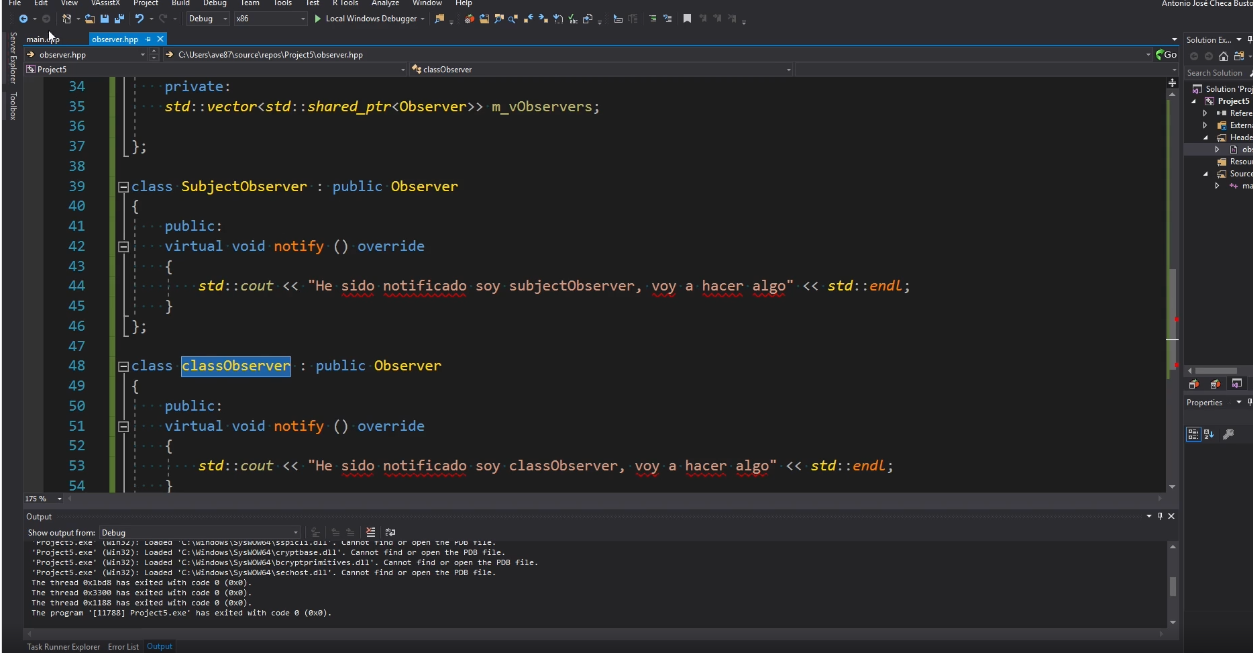 File Edit View VAssistX Project Build Debug Team Tools Test R Tools Analyze Window Help
Antonio José Checa Busto
Debug x86 Local Windows Debugger
main.cpp observer.hpp
observer.hpp C:\Users\ave87\source\repos\Project5\observer.hpp Go
Project5 classObserver
Server Explorer
Toolbox
34 private:
35 std::vector<std::shared_ptr<Observer>> m_vObservers;
36
37 };
38
39 class SubjectObserver : public Observer
40 {
41 public:
42 virtual void notify () override
43 {
44 std::cout << "He sido notificado soy subjectObserver, voy a hacer algo" << std::endl;
45 }
46 };
47
48 class classObserver : public Observer
49 {
50 public:
51 virtual void notify () override
52 {
53 std::cout << "He sido notificado soy classObserver, voy a hacer algo" << std::endl;
54 }
175 %
Solution Ex...
Search Solution
Solution 'Proj
Project5
Refere
Extern
Heade
obs
Resou
Source
ma
Properties
Output
Show output from: Debug
'Project5.exe' (Win32): Loaded 'C:\Windows\SysWOW64\sspicli.dll'. Cannot find or open the PDB file.
'Project5.exe' (Win32): Loaded 'C:\Windows\SysWOW64\cryptbase.dll'. Cannot find or open the PDB file.
'Project5.exe' (Win32): Loaded 'C:\Windows\SysWOW64\bcryptprimitives.dll'. Cannot find or open the PDB file.
'Project5.exe' (Win32): Loaded 'C:\Windows\SysWOW64\sechost.dll'. Cannot find or open the PDB file.
The thread 0x1bd8 has exited with code 0 (0x0).
The thread 0x3300 has exited with code 0 (0x0).
The thread 0x1188 has exited with code 0 (0x0).
The program '[11788] Project5.exe' has exited with code 0 (0x0).
Task Runner Explorer Error List Output